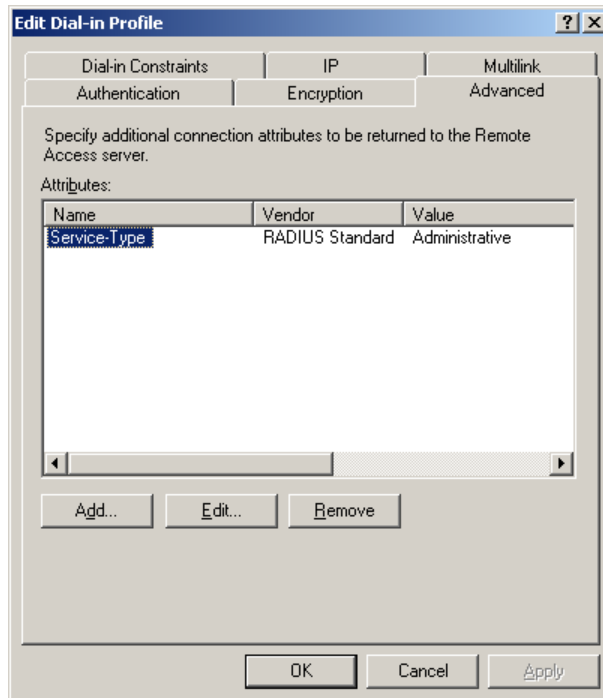 Edit Dial-in Profile
Dial-in Constraints IP Multilink
Authentication Encryption Advanced
Specify additional connection attributes to be returned to the Remote
Access server.
Attributes:
Name Vendor Value
Service-Type RADIUS Standard Administrative
Add... Edit... Remove
OK Cancel Apply